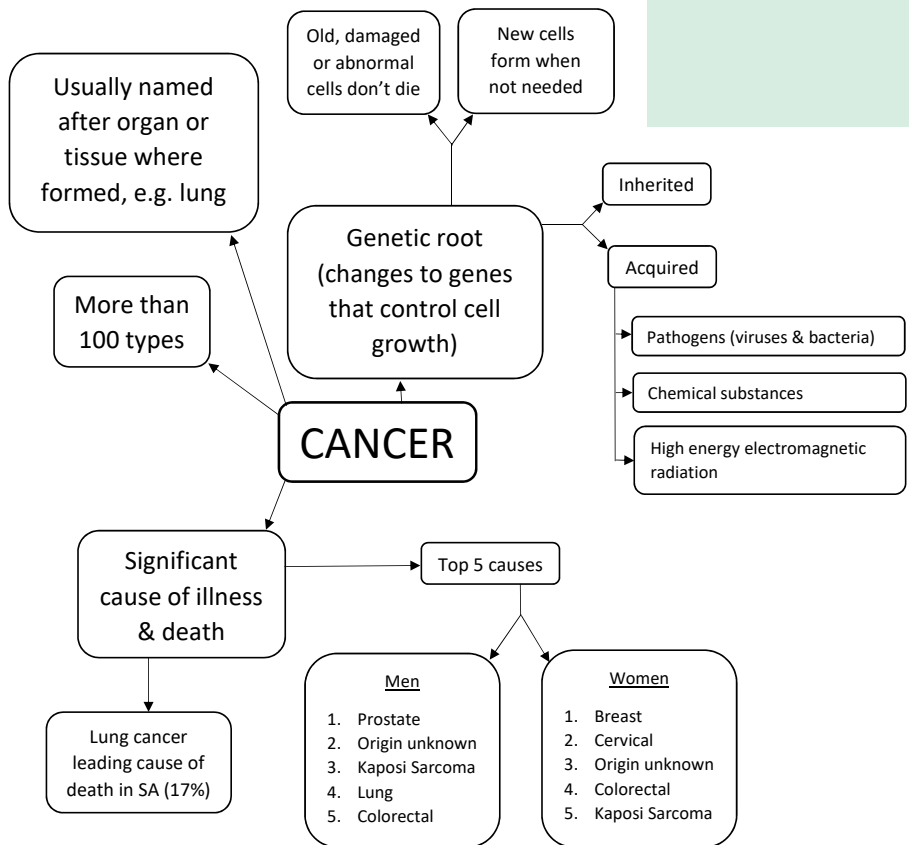 Old, damaged
or abnormal
cells don’t die
New cells
form when
not needed
Usually named
after organ or
tissue where
formed, e.g. lung
Inherited
Genetic root
(changes to genes
that control cell
growth)
Acquired
More than
100 types
Pathogens (viruses & bacteria)
Chemical substances
CANCER
High energy electromagnetic
radiation
Significant
cause of illness
& death
Top 5 causes
Men
1. Prostate
2. Origin unknown
3. Kaposi Sarcoma
4. Lung
5. Colorectal
Women
1. Breast
2. Cervical
3. Origin unknown
4. Colorectal
5. Kaposi Sarcoma
Lung cancer
leading cause of
death in SA (17%)